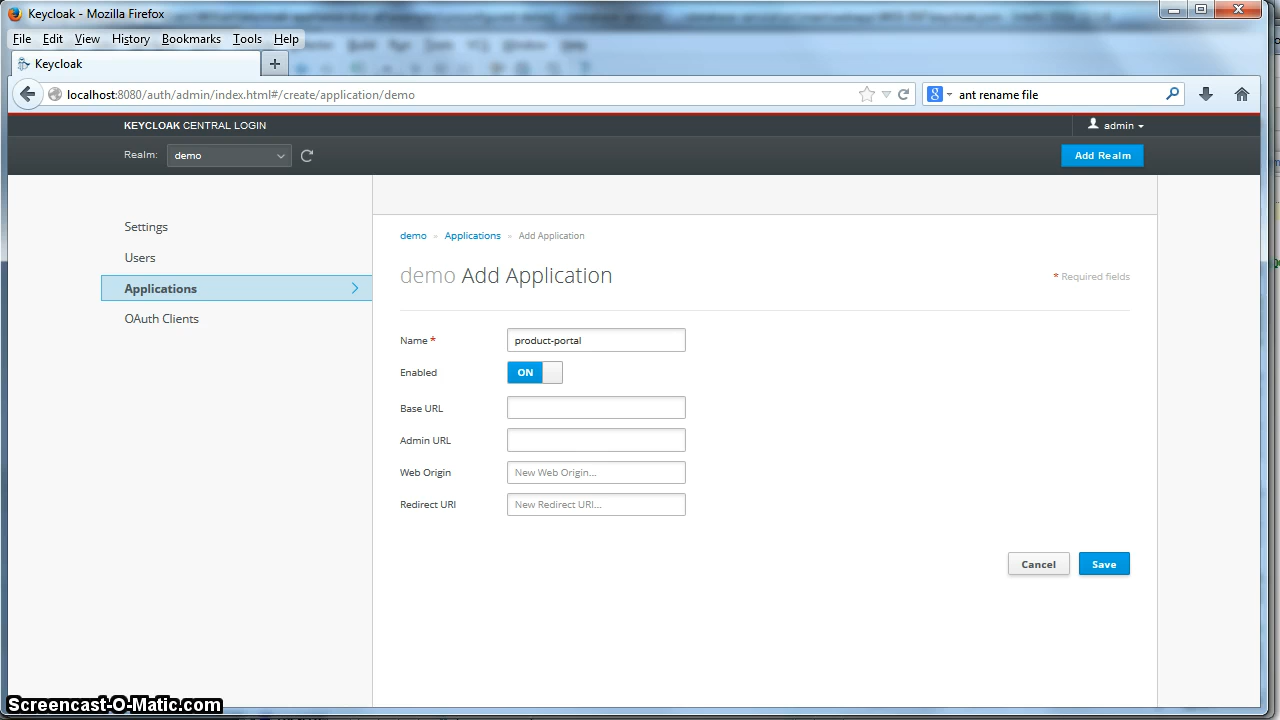 Keycloak - Mozilla Firefox
File Edit View History Bookmarks Tools Help
Keycloak
localhost:8080/auth/admin/index.html#/create/application/demo
ant rename file
KEYCLOAK CENTRAL LOGIN
admin
Realm: demo
Add Realm
Settings
Users
Applications
OAuth Clients
demo » Applications » Add Application
demo Add Application
* Required fields
Name * product-portal
Enabled ON
Base URL
Admin URL
Web Origin New Web Origin...
Redirect URI New Redirect URI...
Cancel Save
Screencast-O-Matic.com